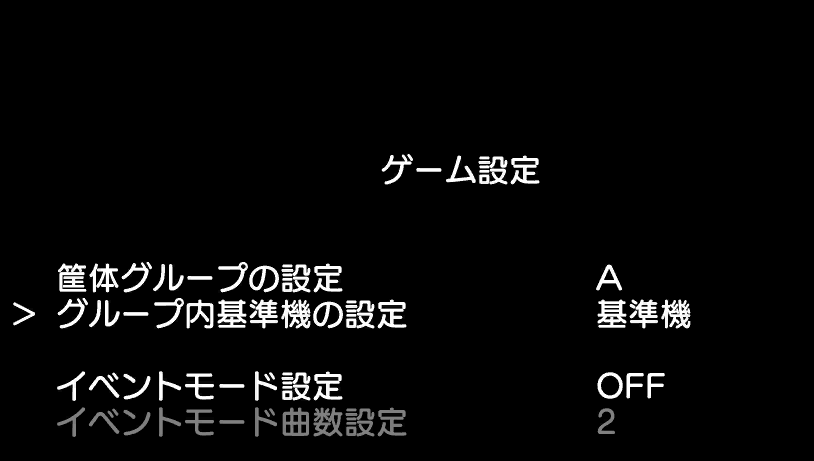 ゲーム設定
筐体グループの設定 A
> グループ内基準機の設定 基準機
イベントモード設定 OFF
イベントモード曲数設定 2